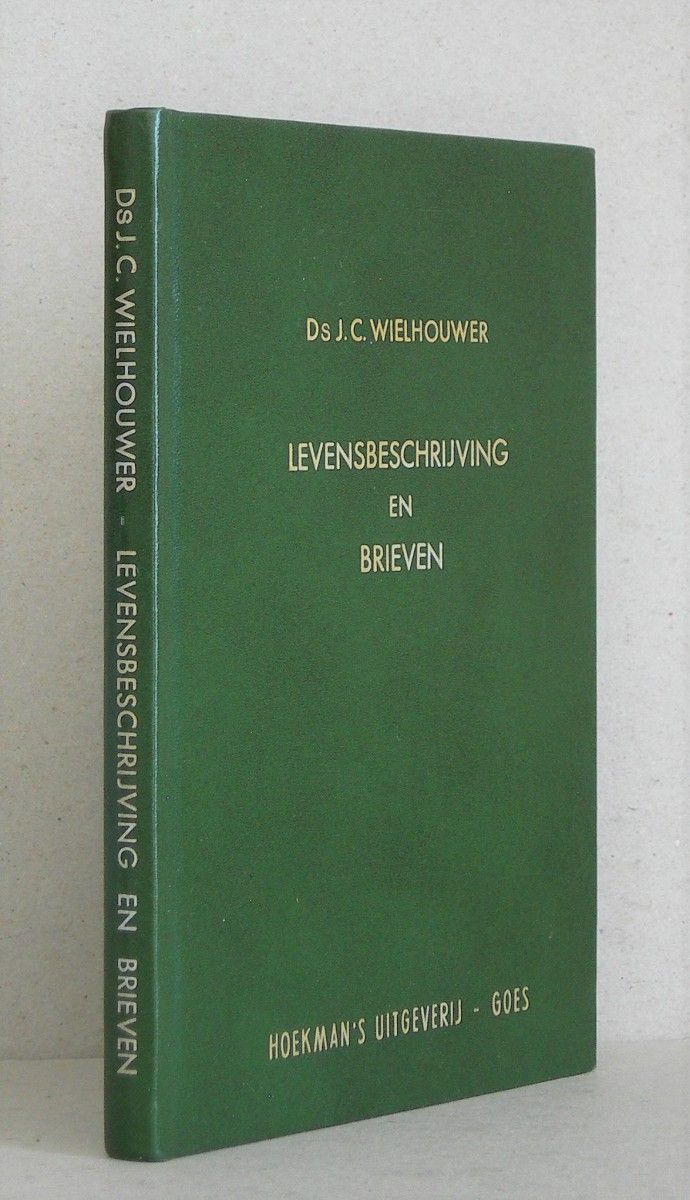 Ds J. C. WIELHOUWER - LEVENSBESCHRIJVING EN BRIEVEN
Ds J. C. WIELHOUWER
LEVENSBESCHRIJVING
EN
BRIEVEN
HOEKMAN'S UITGEVERIJ - GOES